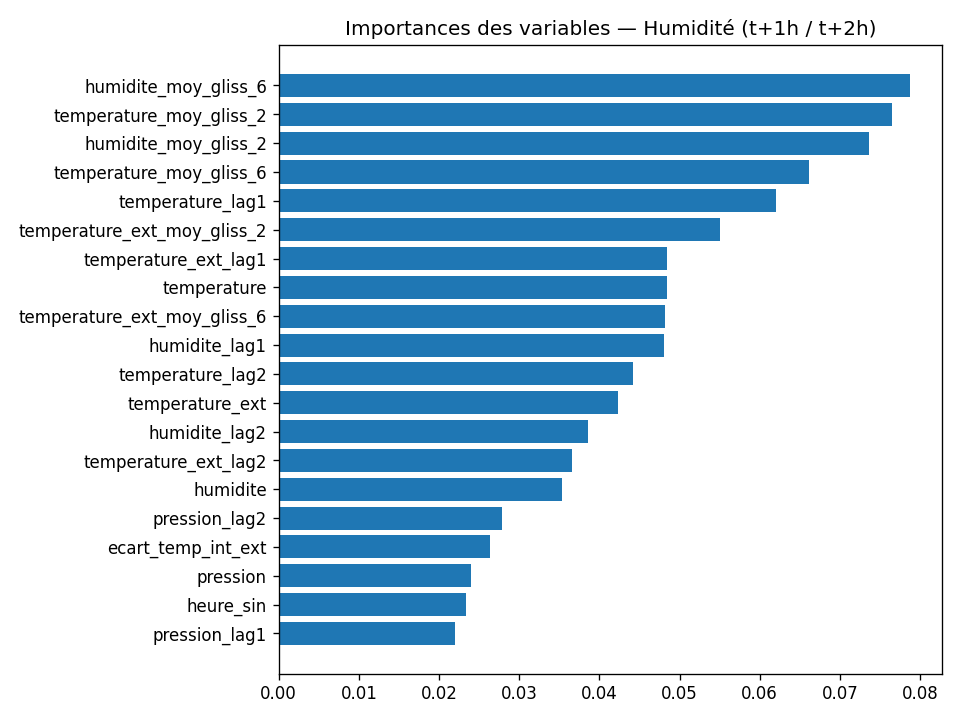 Importances des variables — Humidité (t+1h / t+2h)
humidite_moy_gliss_6
temperature_moy_gliss_2
humidite_moy_gliss_2
temperature_moy_gliss_6
temperature_lag1
temperature_ext_moy_gliss_2
temperature_ext_lag1
temperature
temperature_ext_moy_gliss_6
humidite_lag1
temperature_lag2
temperature_ext
humidite_lag2
temperature_ext_lag2
humidite
pression_lag2
ecart_temp_int_ext
pression
heure_sin
pression_lag1
0.00 0.01 0.02 0.03 0.04 0.05 0.06 0.07 0.08